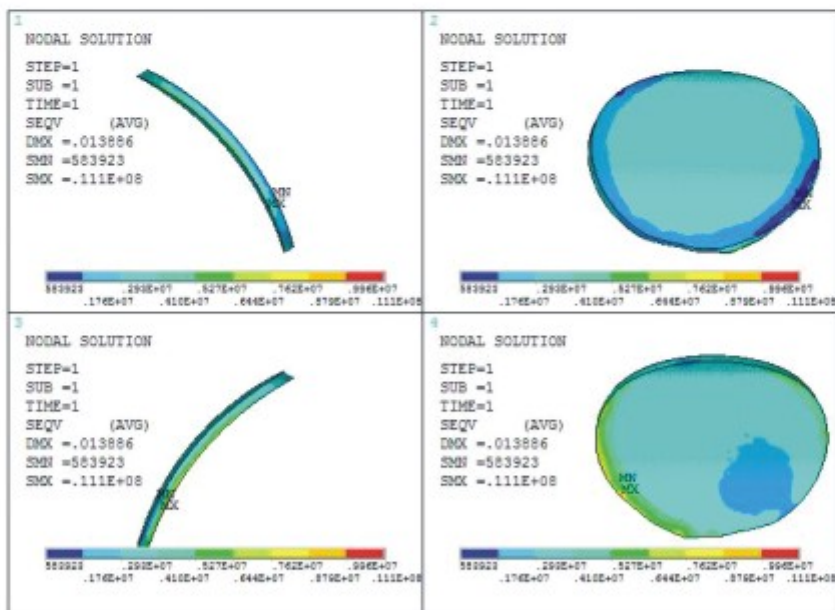 1
NODAL SOLUTION
STEP=1
SUB =1
TIME=1
SEQV (AVG)
DMX =.013886
SMN =583923
SMX =.111E+08
MN
MX
583923 .293E+07 .527E+07 .762E+07 .996E+07
.176E+07 .410E+07 .644E+07 .879E+07 .111E+08
2
NODAL SOLUTION
STEP=1
SUB =1
TIME=1
SEQV (AVG)
DMX =.013886
SMN =583923
SMX =.111E+08
MN
MX
583923 .293E+07 .527E+07 .762E+07 .996E+07
.176E+07 .410E+07 .644E+07 .879E+07 .111E+08
3
NODAL SOLUTION
STEP=1
SUB =1
TIME=1
SEQV (AVG)
DMX =.013886
SMN =583923
SMX =.111E+08
MN
MX
583923 .293E+07 .527E+07 .762E+07 .996E+07
.176E+07 .410E+07 .644E+07 .879E+07 .111E+08
4
NODAL SOLUTION
STEP=1
SUB =1
TIME=1
SEQV (AVG)
DMX =.013886
SMN =583923
SMX =.111E+08
MN
MX
583923 .293E+07 .527E+07 .762E+07 .996E+07
.176E+07 .410E+07 .644E+07 .879E+07 .111E+08